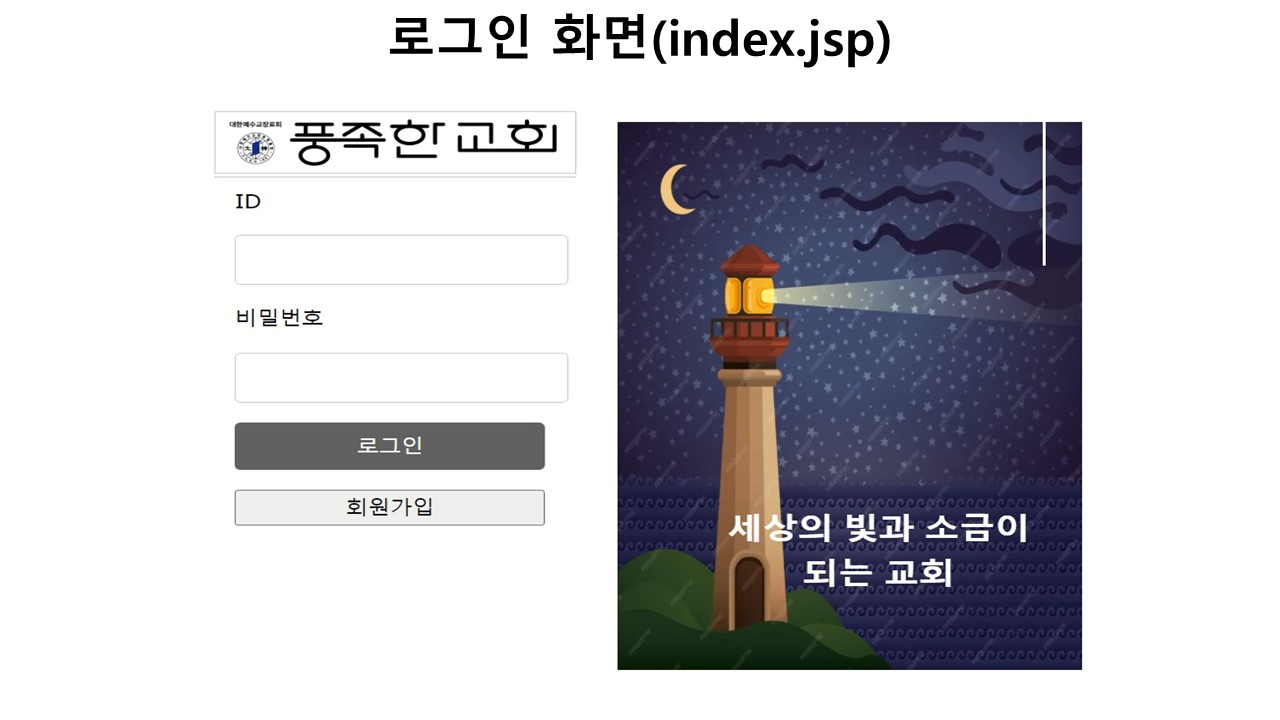 로그인 화면(index.jsp)
대한예수교장로회
풍족한교회
ID
비밀번호
로그인
회원가입
세상의 빛과 소금이
되는 교회